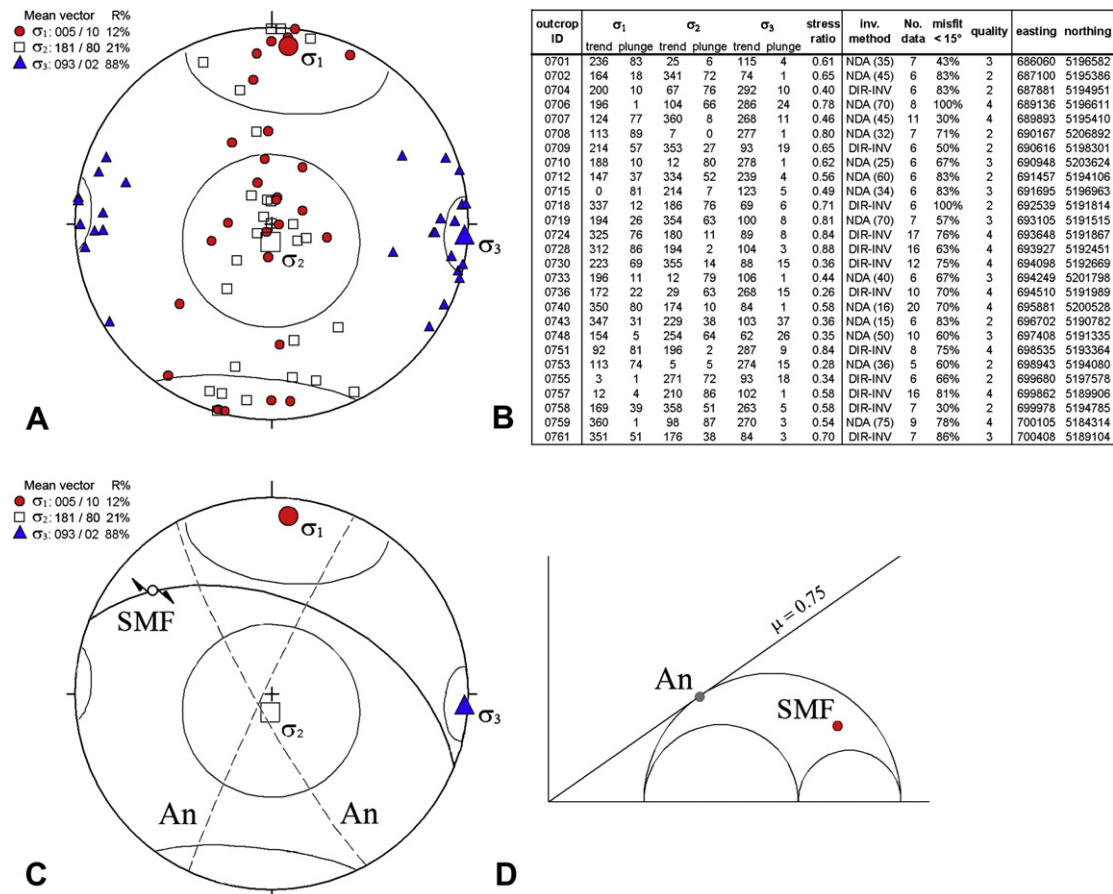 Mean vector R%
σ1: 005 / 10 12%
σ2: 181 / 80 21%
σ3: 093 / 02 88%
σ1
σ2
σ3
A
outcrop ID σ1 σ2 σ3 stress ratio inv. method No. data misfit < 15° quality easting northing
trend plunge trend plunge trend plunge
0701 236 83 25 6 115 4 0.61 NDA (35) 7 43% 3 686060 5196582
0702 164 18 341 72 74 1 0.65 NDA (45) 6 83% 2 687100 5195386
0704 200 10 67 76 292 10 0.40 DIR-INV 6 83% 2 687881 5194951
0706 196 1 104 66 286 24 0.78 NDA (70) 8 100% 4 689136 5196611
0707 124 77 360 8 268 11 0.46 NDA (45) 11 30% 4 689893 5195410
0708 113 89 7 0 277 1 0.80 NDA (32) 7 71% 2 690167 5206892
0709 214 57 353 27 93 19 0.65 DIR-INV 6 50% 2 690616 5198301
0710 188 10 12 80 278 1 0.62 NDA (25) 6 67% 3 690948 5203624
0712 147 37 334 52 239 4 0.56 NDA (60) 6 83% 2 691457 5194106
0715 0 81 214 7 123 5 0.49 NDA (34) 6 83% 3 691695 5196963
0718 337 12 186 76 69 6 0.71 DIR-INV 6 100% 2 692539 5191814
0719 194 26 354 63 100 8 0.81 NDA (70) 7 57% 3 693105 5191515
0724 325 76 180 11 89 8 0.84 DIR-INV 17 76% 4 693648 5191867
0728 312 86 194 2 104 3 0.88 DIR-INV 16 63% 4 693927 5192451
0730 223 69 355 14 88 15 0.36 DIR-INV 12 75% 4 694098 5192669
0733 196 11 12 79 106 1 0.44 NDA (40) 6 67% 3 694249 5201798
0736 172 22 29 63 268 15 0.26 DIR-INV 10 70% 4 694510 5191989
0740 350 80 174 10 84 1 0.58 NDA (16) 20 70% 4 695881 5200528
0743 347 31 229 38 103 37 0.36 NDA (15) 6 83% 2 696702 5190782
0748 154 5 254 64 62 26 0.35 NDA (50) 10 60% 3 697408 5191335
0751 92 81 196 2 287 9 0.84 DIR-INV 8 75% 4 698535 5193364
0753 113 74 5 5 274 15 0.28 NDA (36) 5 60% 2 698943 5194080
0755 3 1 271 72 93 18 0.34 DIR-INV 6 66% 2 699680 5197578
0757 12 4 210 86 102 1 0.58 DIR-INV 16 81% 4 699862 5189906
0758 169 39 358 51 263 5 0.58 DIR-INV 7 30% 2 699978 5194785
0759 360 1 98 87 270 3 0.54 NDA (75) 9 78% 4 700105 5184314
0761 351 51 176 38 84 3 0.70 DIR-INV 7 86% 3 700408 5189104
B
Mean vector R%
σ1: 005 / 10 12%
σ2: 181 / 80 21%
σ3: 093 / 02 88%
σ1
SMF
σ2
σ3
An An
C
μ = 0.75
An
SMF
D